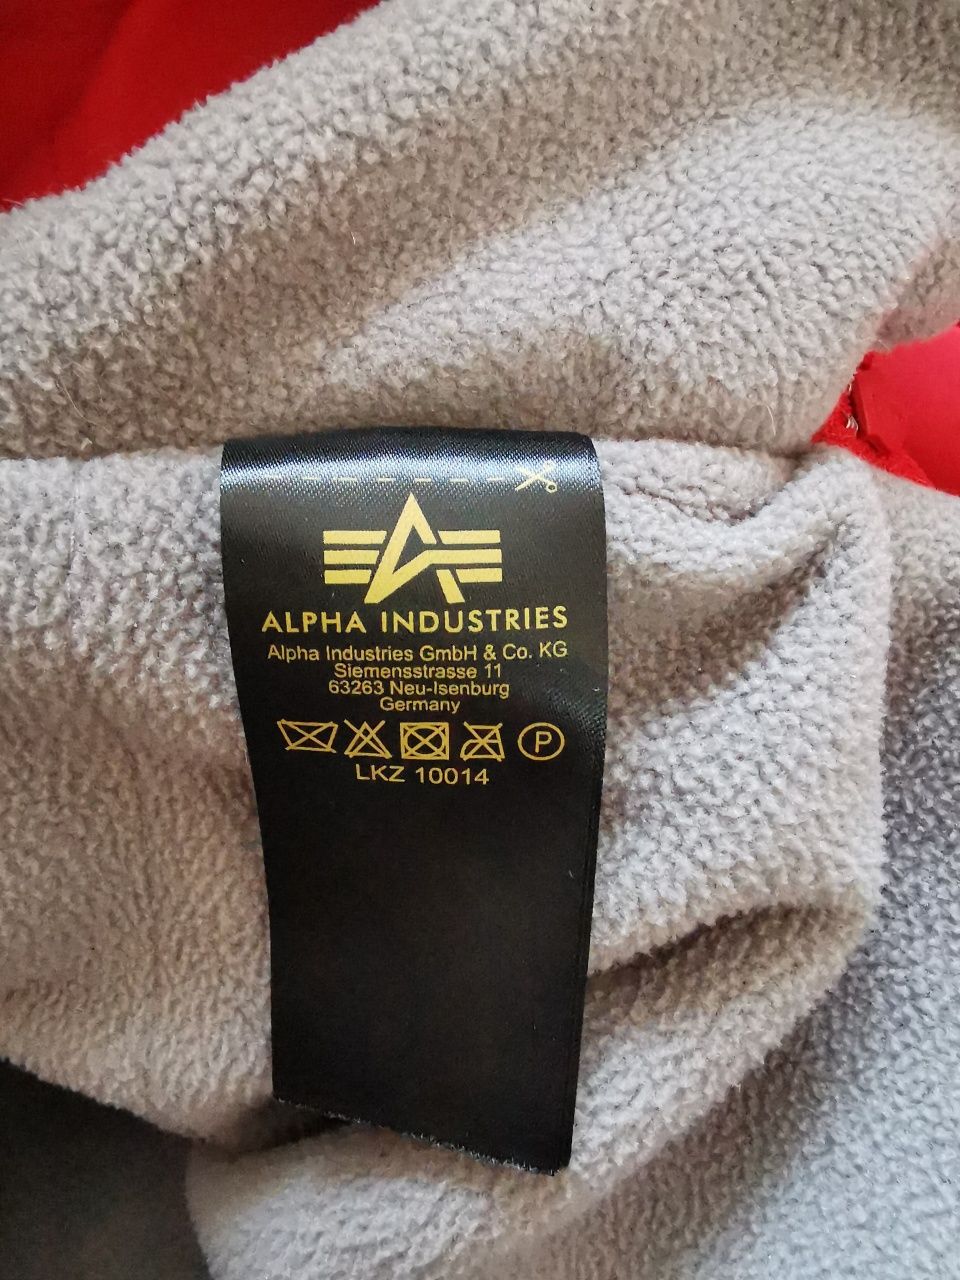 ALPHA INDUSTRIES
Alpha Industries GmbH & Co. KG
Siemensstrasse 11
63263 Neu-Isenburg
Germany
P
LKZ 10014